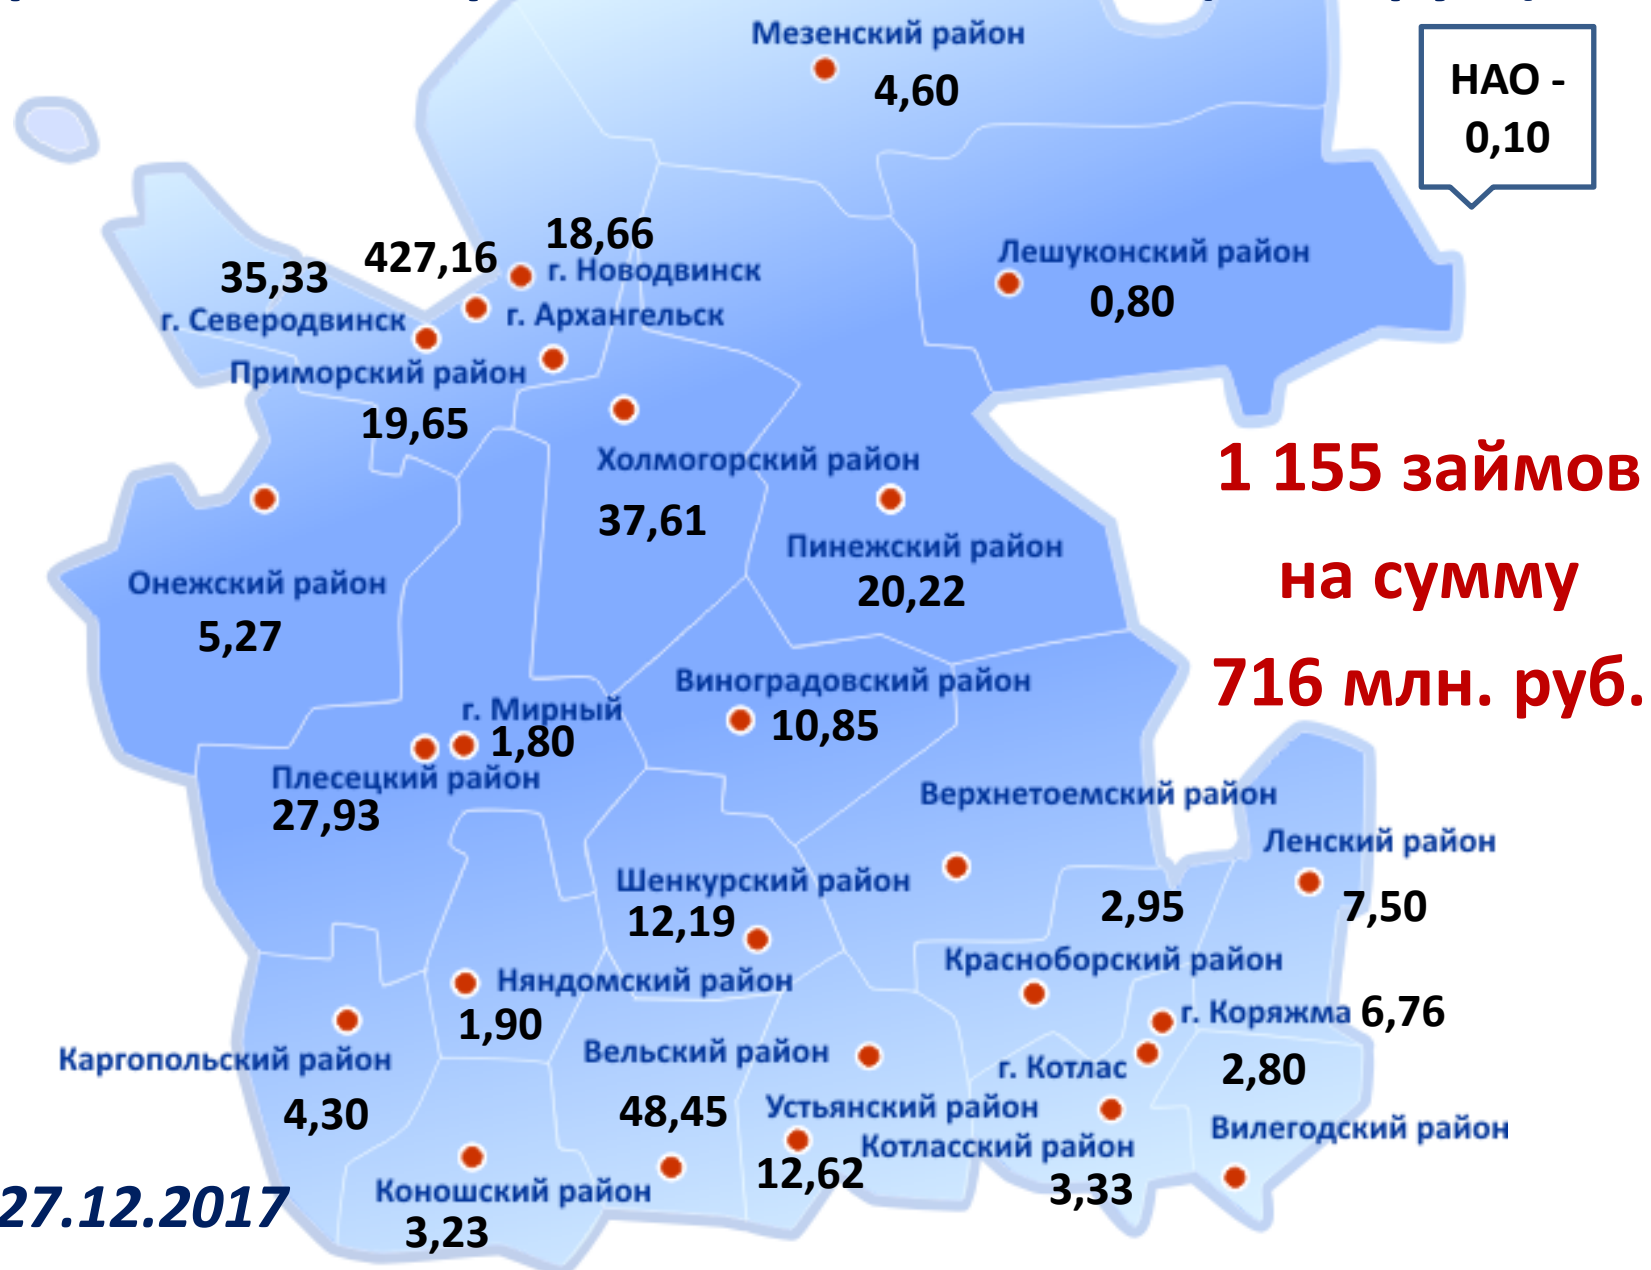 Мезенский район
4,60
НАО -
0,10
18,66
г. Новодвинск
427,16
г. Архангельск
35,33
г. Северодвинск
Лешуконский район
0,80
Приморский район
19,65
Холмогорский район
37,61
1 155 займов
на сумму
716 млн. руб.
Пинежский район
20,22
Онежский район
5,27
Виноградовский район
10,85
г. Мирный
1,80
Плесецкий район
27,93
Верхнетоемский район
Ленский район
7,50
Шенкурский район
12,19
2,95
Красноборский район
Няндомский район
1,90
г. Коряжма 6,76
Каргопольский район
4,30
Вельский район
48,45
г. Котлас
2,80
Устьянский район
12,62
Котласский район
3,33
Вилегодский район
Коношский район
3,23
27.12.2017